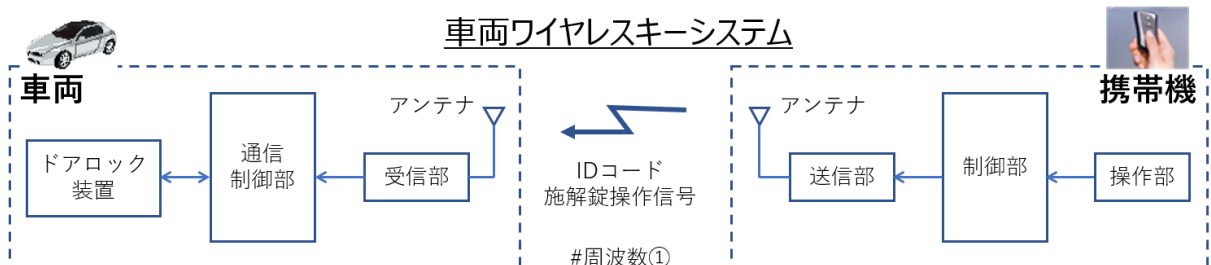 車両ワイヤレスキーシステム
車両
携帯機
アンテナ
アンテナ
ドアロック
装置
通信
制御部
受信部
IDコード
施解錠操作信号
送信部
制御部
操作部
#周波数①